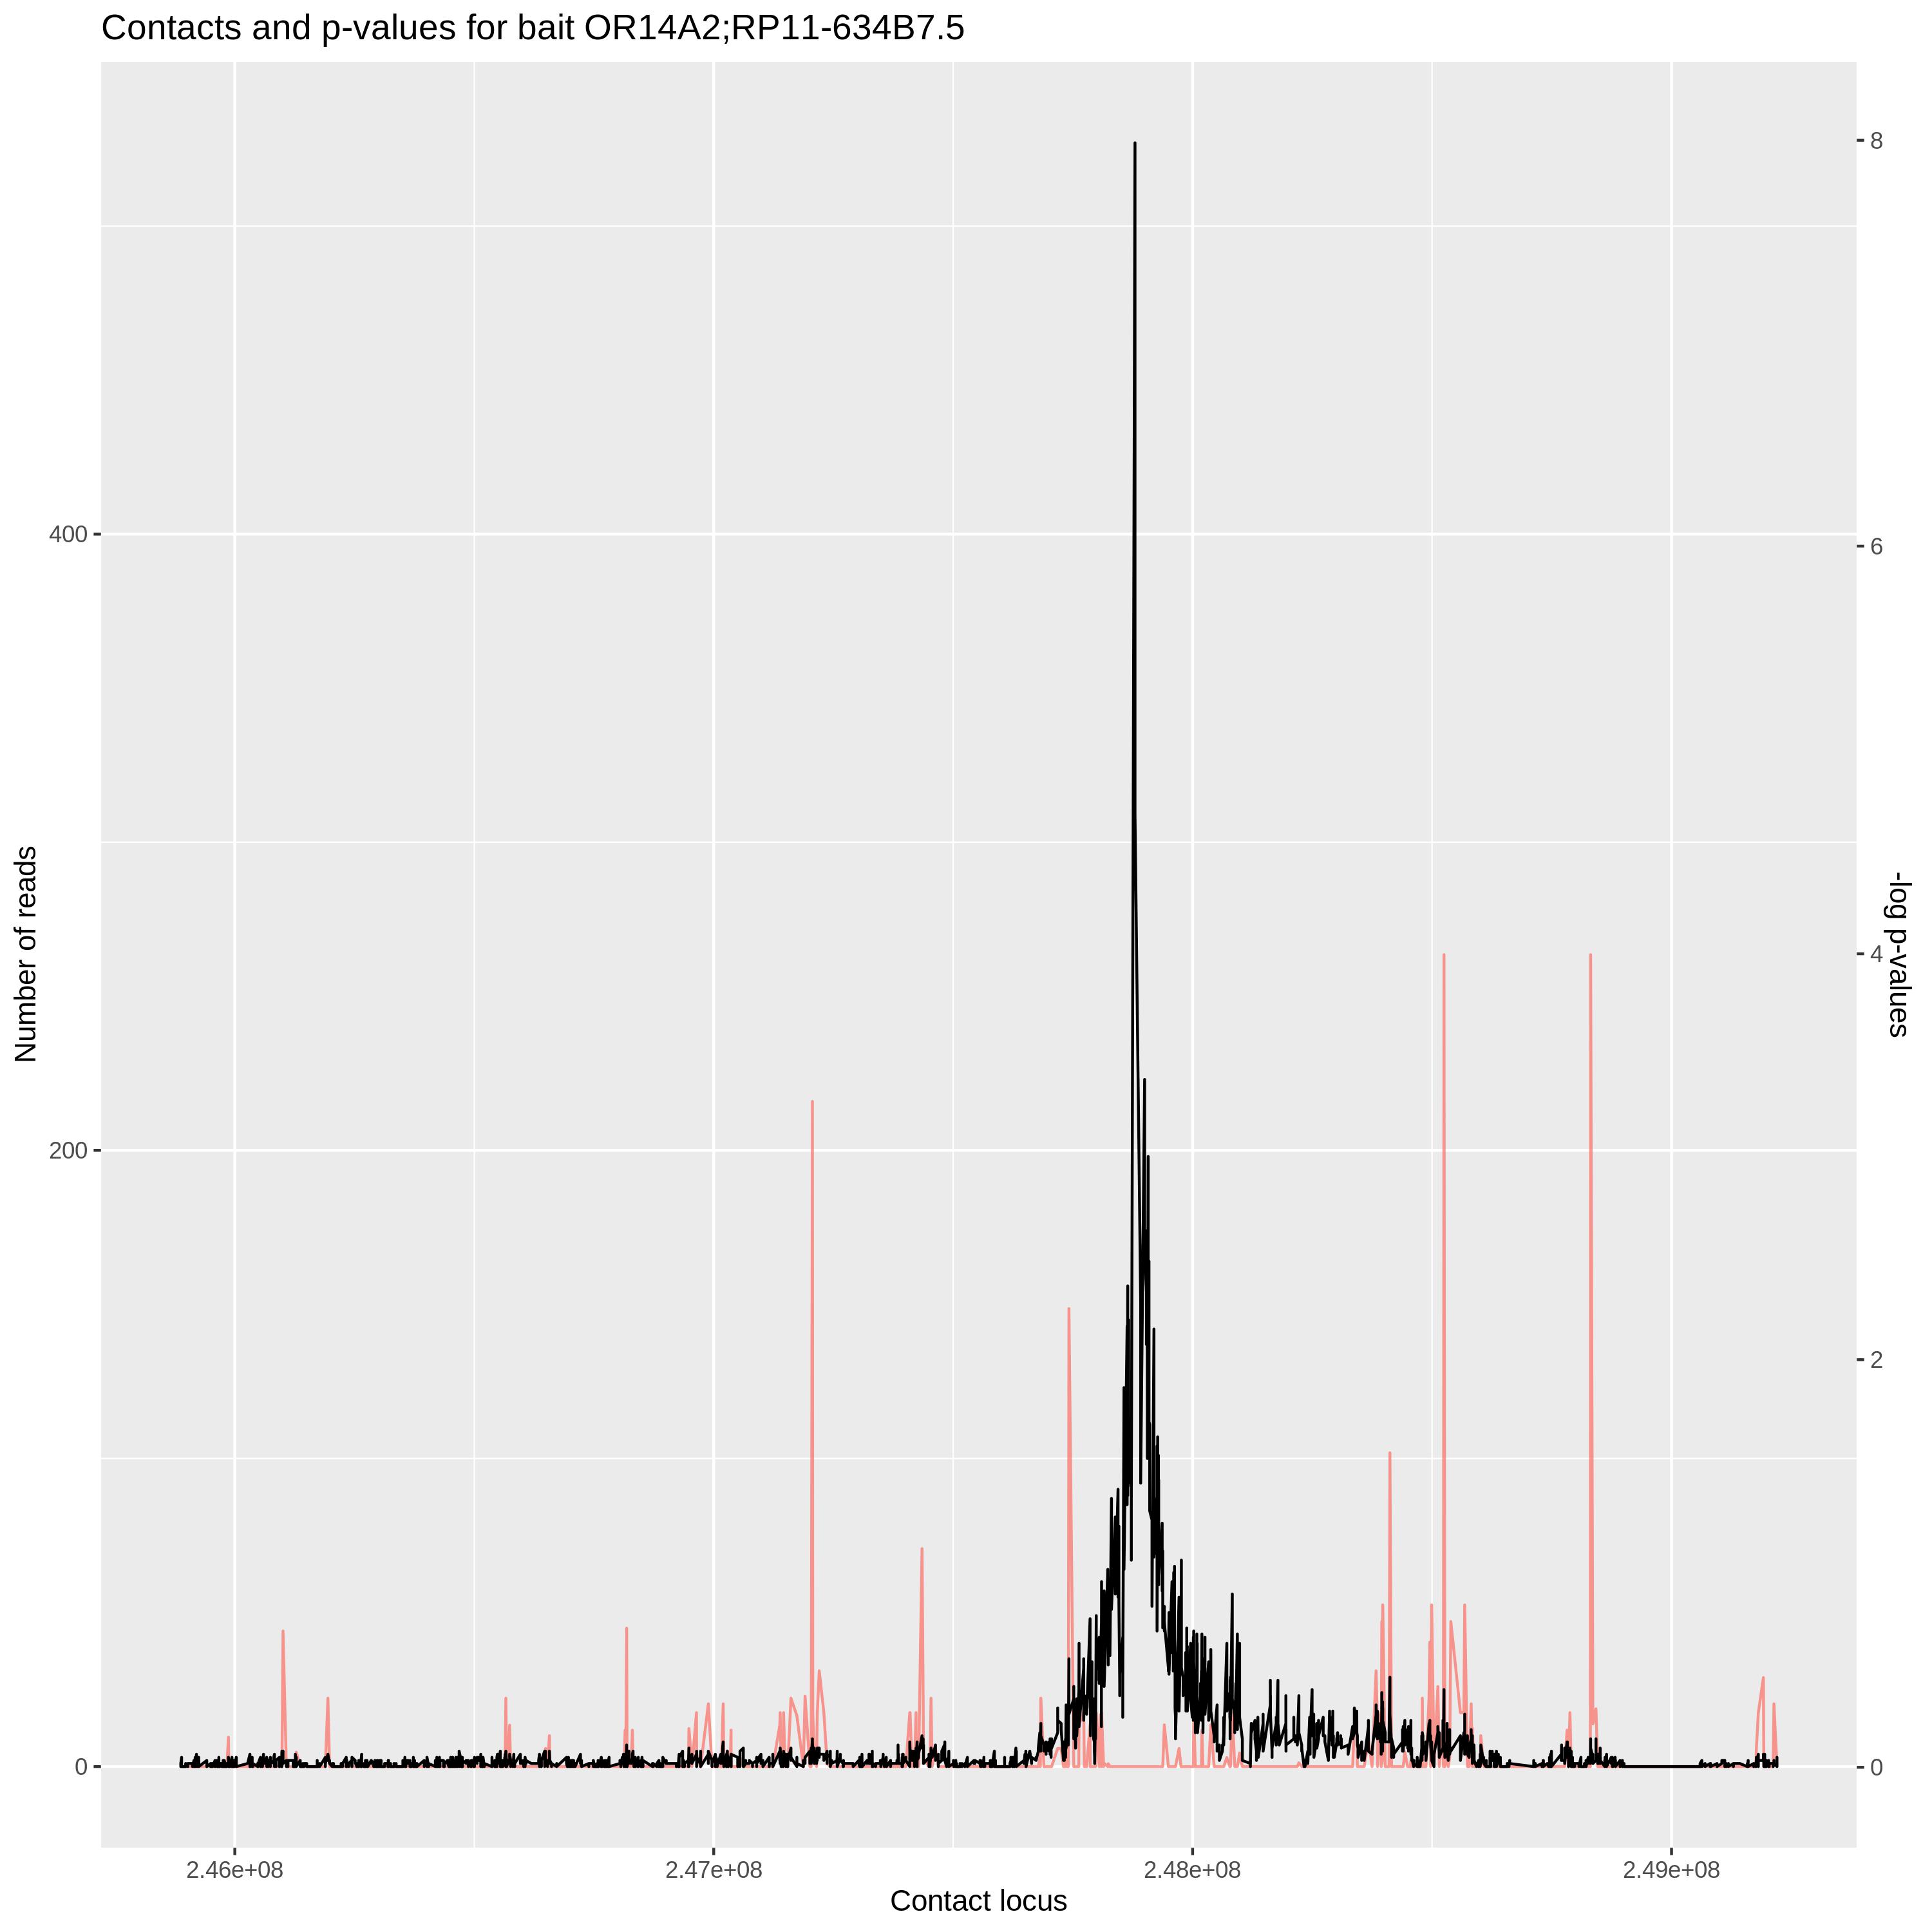 Contacts and p-values for bait OR14A2;RP11-634B7.5
Number of reads
400
200
0
8
6
4
2
0
-log p-values
2.46e+08
2.47e+08
2.48e+08
2.49e+08
Contact locus